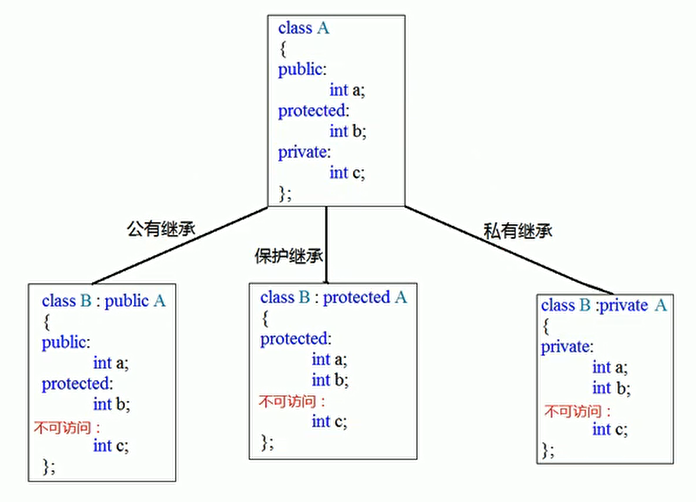 class A
{
public:
int a;
protected:
int b;
private:
int c;
};
公有继承
保护继承
私有继承
class B : public A
{
public:
int a;
protected:
int b;
不可访问：
int c;
};
class B : protected A
{
protected:
int a;
int b;
不可访问：
int c;
};
class B :private A
{
private:
int a;
int b;
不可访问：
int c;
};